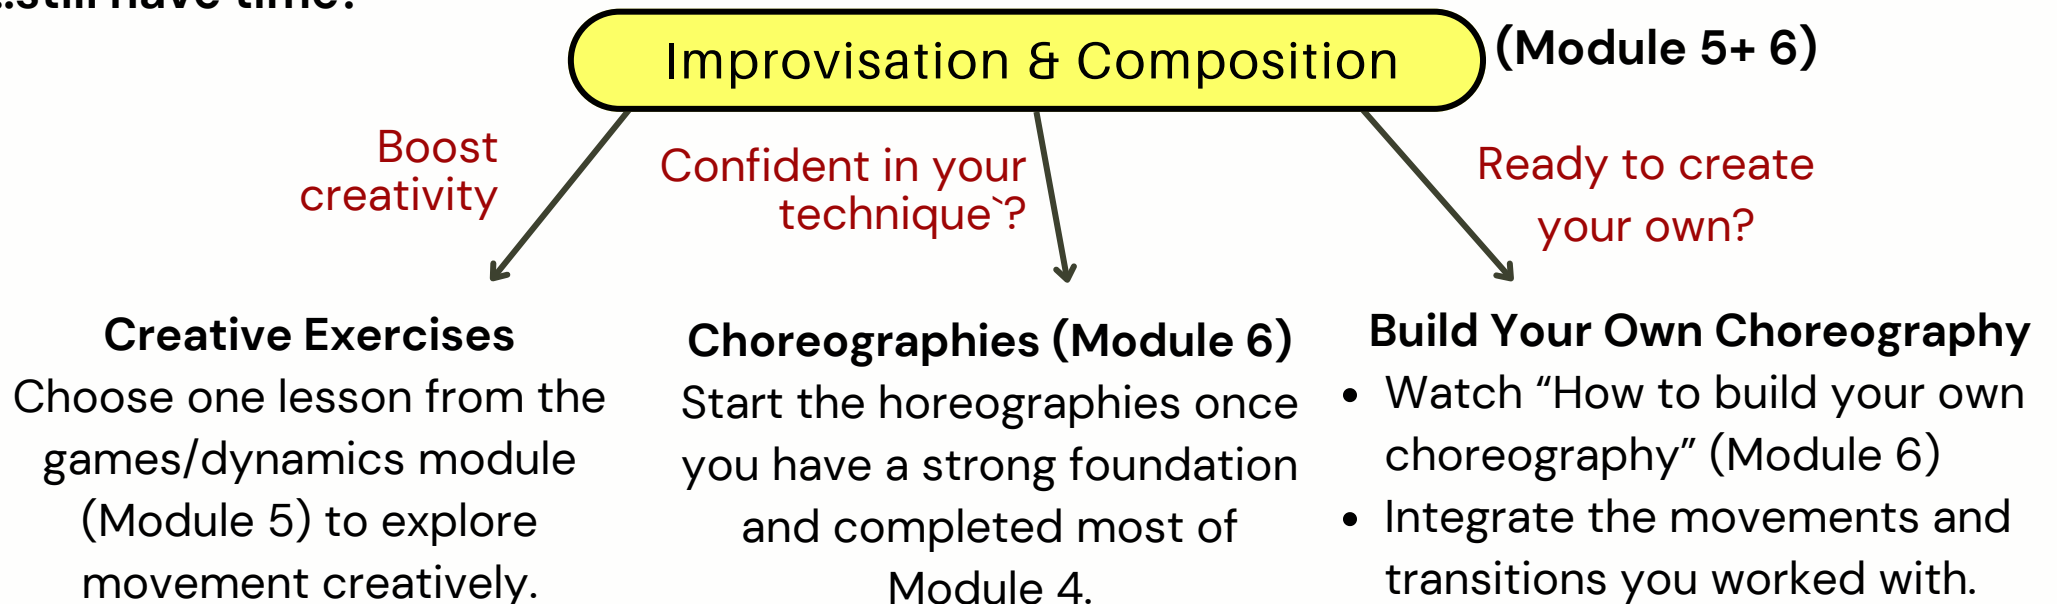 ..still have time?
Improvisation & Composition
(Module 5+ 6)
Boost
creativity
Confident in your
technique`?
Ready to create
your own?
Creative Exercises
Choose one lesson from the
games/dynamics module
(Module 5) to explore
movement creatively.
Choreographies (Module 6)
Start the horeographies once
you have a strong foundation
and completed most of
Module 4.
Build Your Own Choreography
• Watch “How to build your own
choreography” (Module 6)
• Integrate the movements and
transitions you worked with.